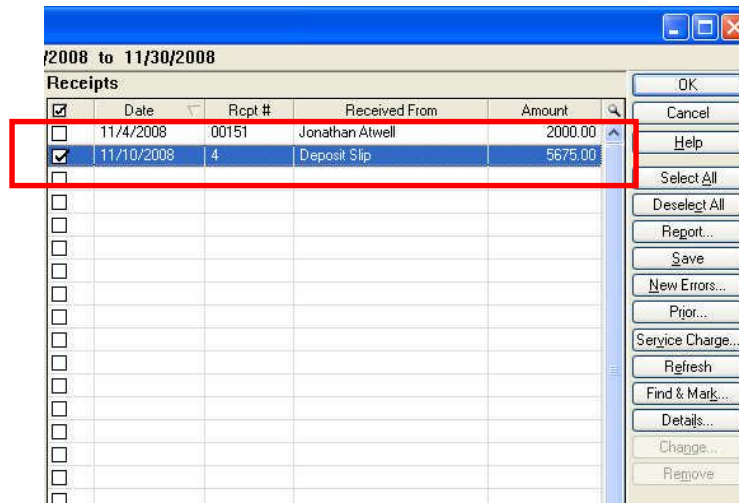 /2008 to 11/30/2008
Receipts
Date Rcpt # Received From Amount
11/4/2008 00151 Jonathan Atwell 2000.00
11/10/2008 4 Deposit Slip 5675.00
OK
Cancel
Help
Select All
Deselect All
Report...
Save
New Errors...
Prior...
Service Charge...
Refresh
Find & Mark...
Details...
Change...
Remove